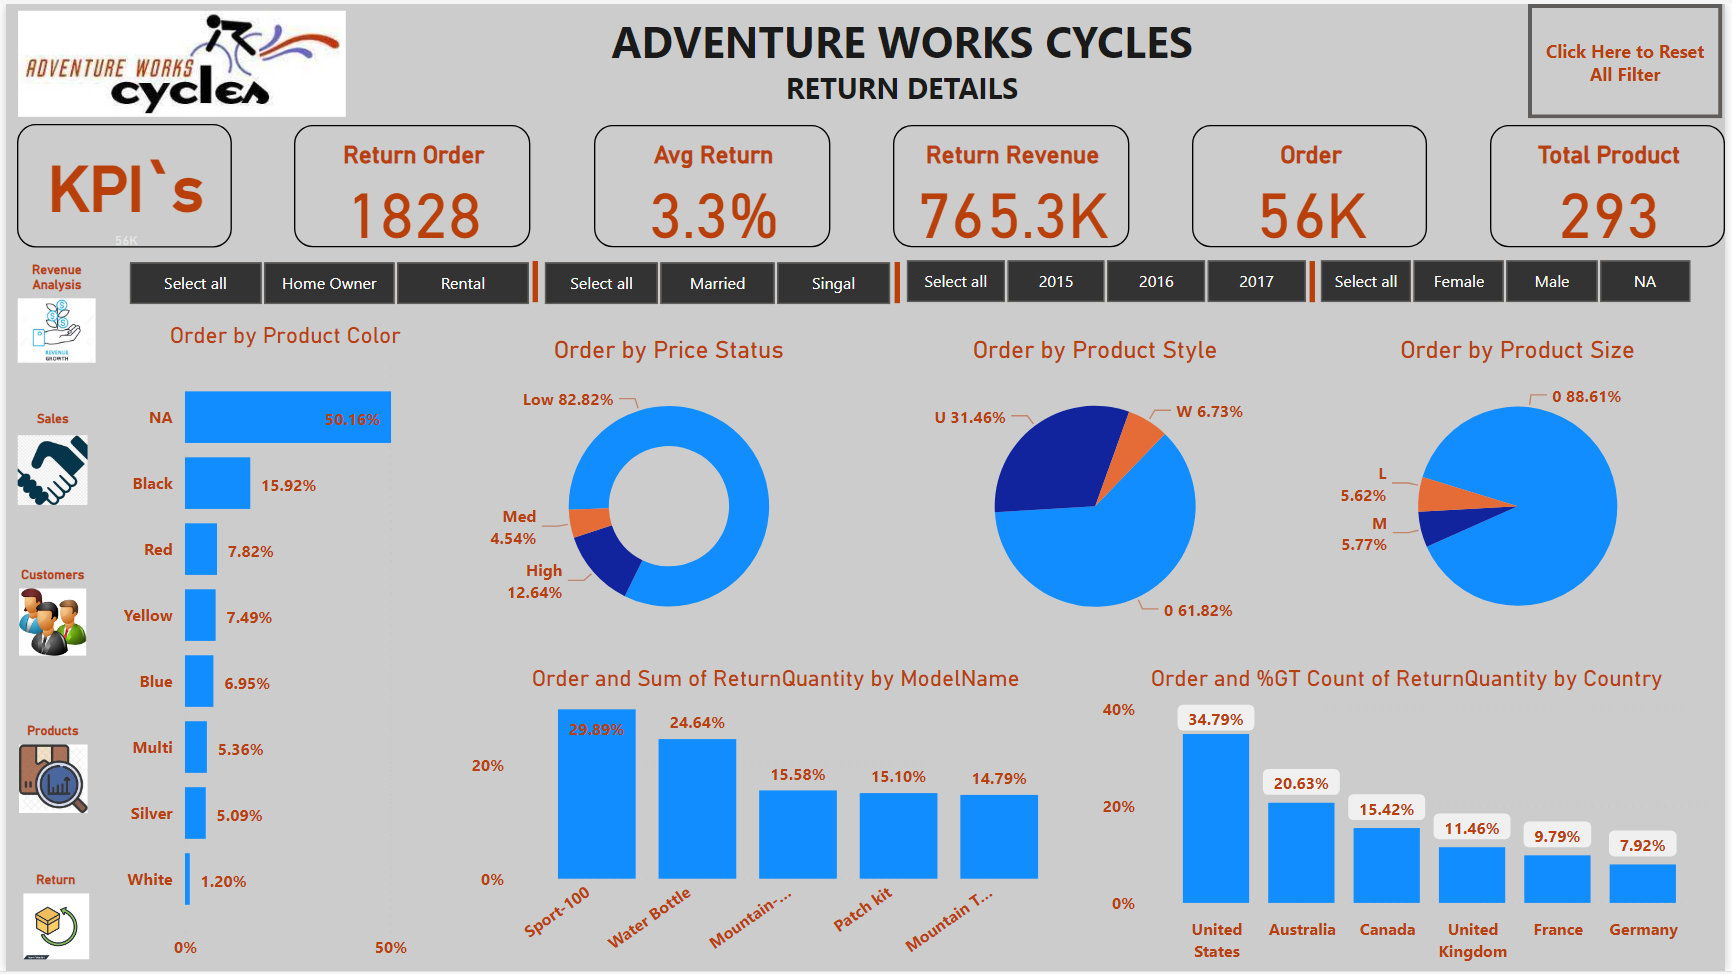 ADVENTURE WORKS
cycles
ADVENTURE WORKS CYCLES
RETURN DETAILS
Click Here to Reset
All Filter
KPI`s
56K
Return Order
1828
Avg Return
3.3%
Return Revenue
765.3K
Order
56K
Total Product
293
Revenue
Analysis
REVENUE
GROWTH
Sales
Customers
Products
Return
Select all
Home Owner
Rental
Select all
Married
Singal
Select all
2015
2016
2017
Select all
Female
Male
NA
Order by Product Color
NA
50.16%
Black
15.92%
Red
7.82%
Yellow
7.49%
Blue
6.95%
Multi
5.36%
Silver
5.09%
White
1.20%
0%
50%
Order by Price Status
Low 82.82%
Med
4.54%
High
12.64%
Order by Product Style
U 31.46%
W 6.73%
0 61.82%
Order by Product Size
0 88.61%
L
5.62%
M
5.77%
Order and Sum of ReturnQuantity by ModelName
20%
0%
29.89%
24.64%
15.58%
15.10%
14.79%
Sport-100
Water Bottle
Mountain-...
Patch kit
Mountain T...
Order and %GT Count of ReturnQuantity by Country
40%
20%
0%
34.79%
20.63%
15.42%
11.46%
9.79%
7.92%
United
States
Australia
Canada
United
Kingdom
France
Germany